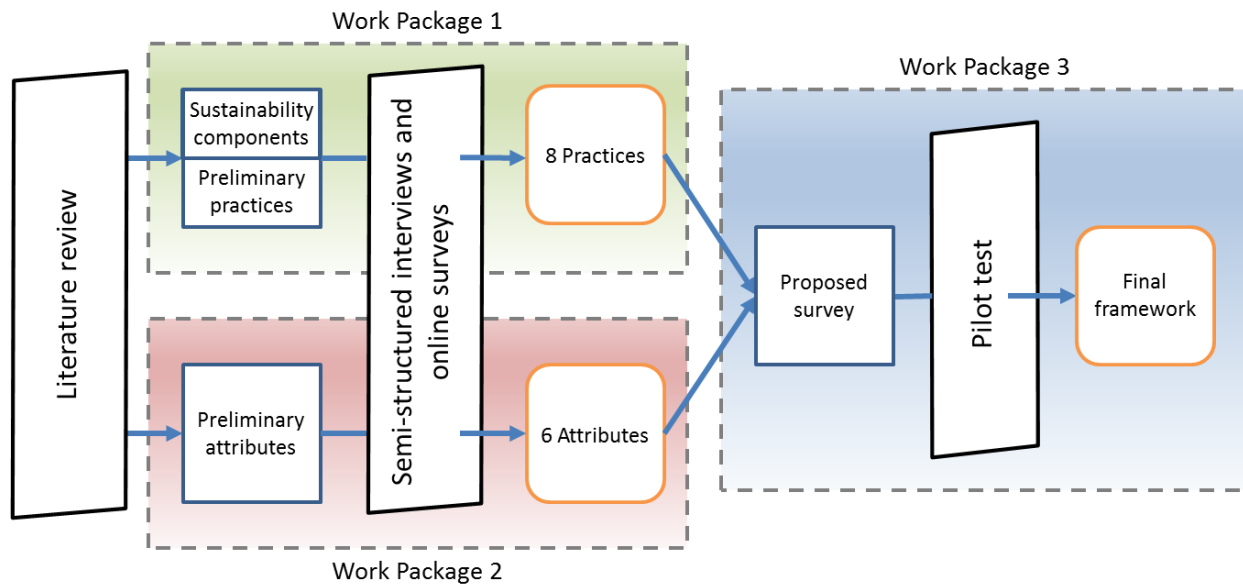 Work Package 1
Literature review
Sustainability
components
Preliminary
practices
Semi-structured interviews and
online surveys
8 Practices
Preliminary
attributes
6 Attributes
Work Package 2
Work Package 3
Proposed
survey
Pilot test
Final
framework